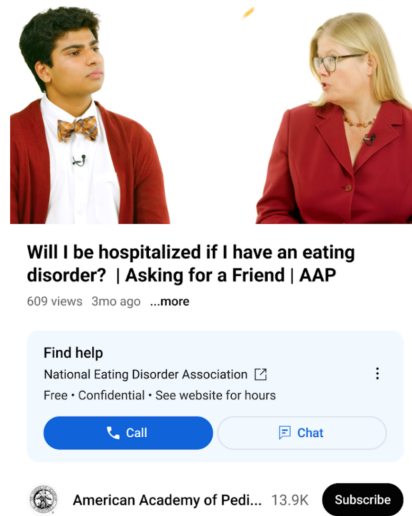 Will I be hospitalized if I have an eating
disorder? | Asking for a Friend | AAP
609 views 3mo ago ...more
Find help
National Eating Disorder Association
Free • Confidential • See website for hours
Call
Chat
American Academy of Pedi... 13.9K Subscribe